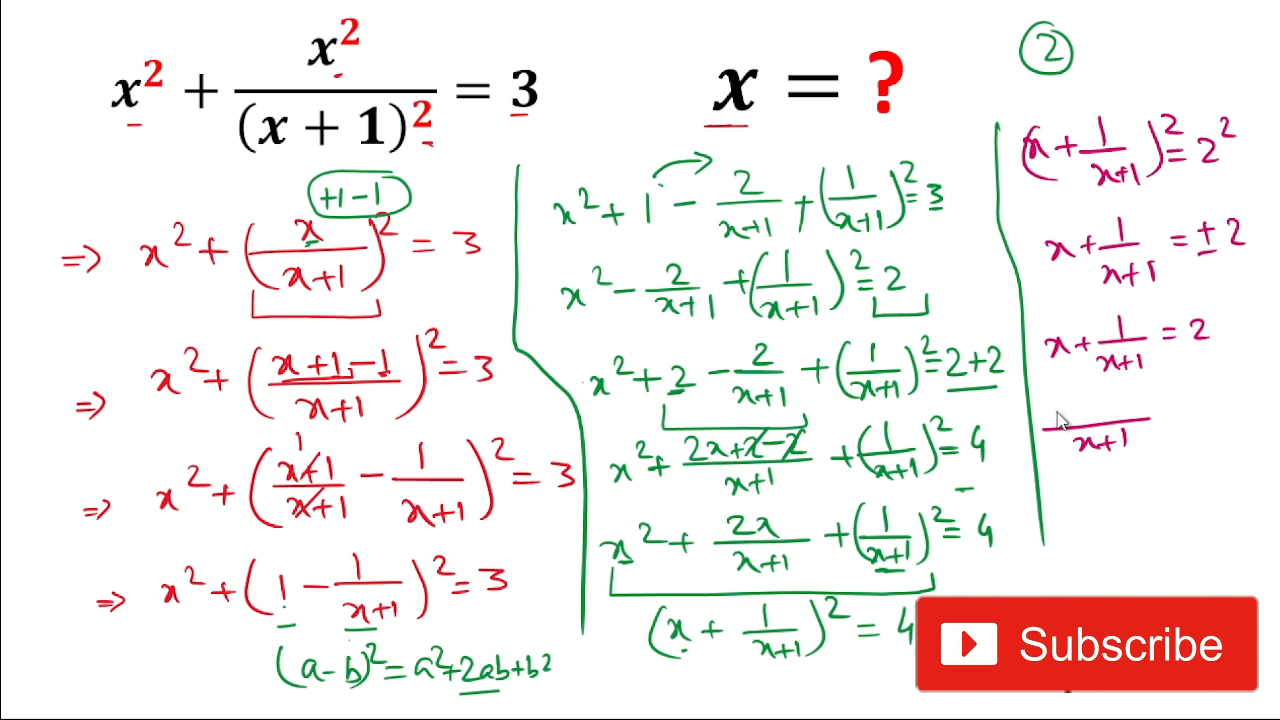 x² + x²/(x + 1)² = 3
x = ?
+1-1
=> x² + (x/(x+1))² = 3
=> x² + ((x+1-1)/(x+1))² = 3
=> x² + ((x+1)/(x+1) - 1/(x+1))² = 3
1
=> x² + (1 - 1/(x+1))² = 3
(a-b)² = a²+2ab+b²
x² + 1 - 2/(x+1) + (1/(x+1))² = 3
x² - 2/(x+1) + (1/(x+1))² = 2
x² + 2 - 2/(x+1) + (1/(x+1))² = 2+2
x² + (2x+2-2)/(x+1) + (1/(x+1))² = 4
x² + 2x/(x+1) + (1/(x+1))² = 4
(x + 1/(x+1))² = 4
2
(x + 1/(x+1))² = 2²
x + 1/(x+1) = ±2
x + 1/(x+1) = 2
/(x+1)
Subscribe